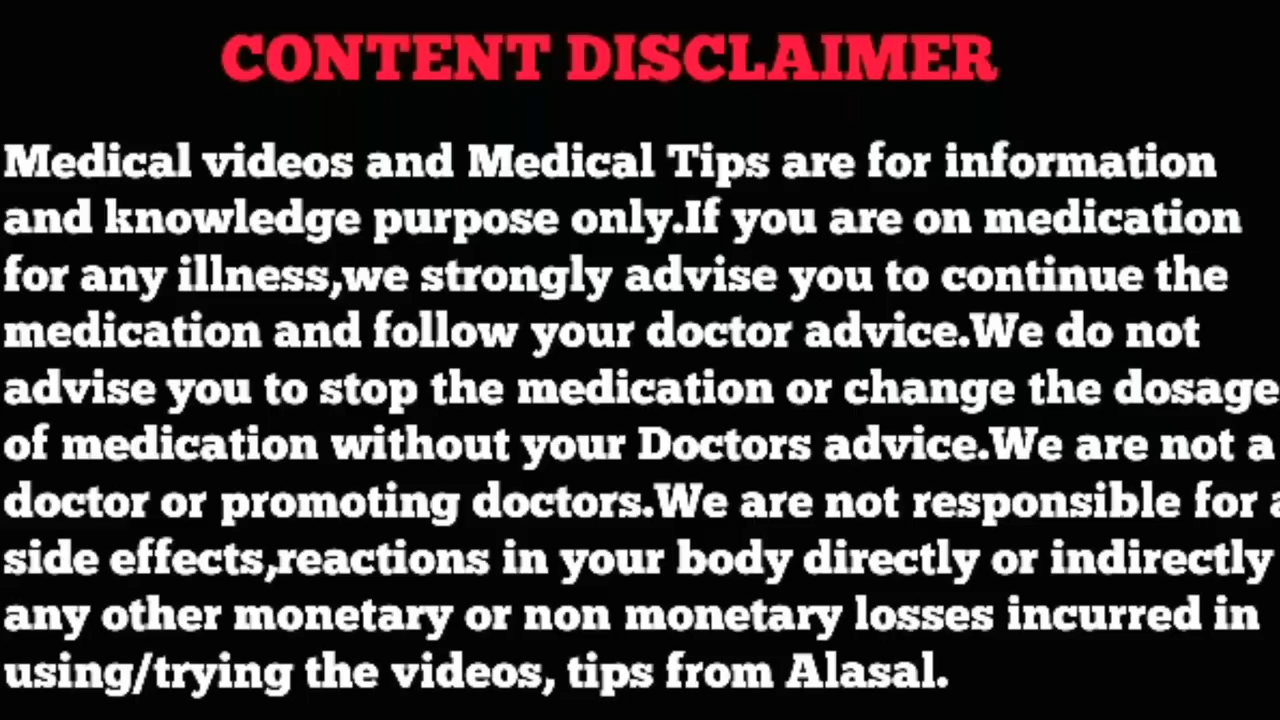 CONTENT DISCLAIMER
Medical videos and Medical Tips are for information
and knowledge purpose only.If you are on medication
for any illness,we strongly advise you to continue the
medication and follow your doctor advice.We do not
advise you to stop the medication or change the dosage
of medication without your Doctors advice.We are not a
doctor or promoting doctors.We are not responsible for
side effects,reactions in your body directly or indirectly
any other monetary or non monetary losses incurred in
using/trying the videos, tips from Alasal.